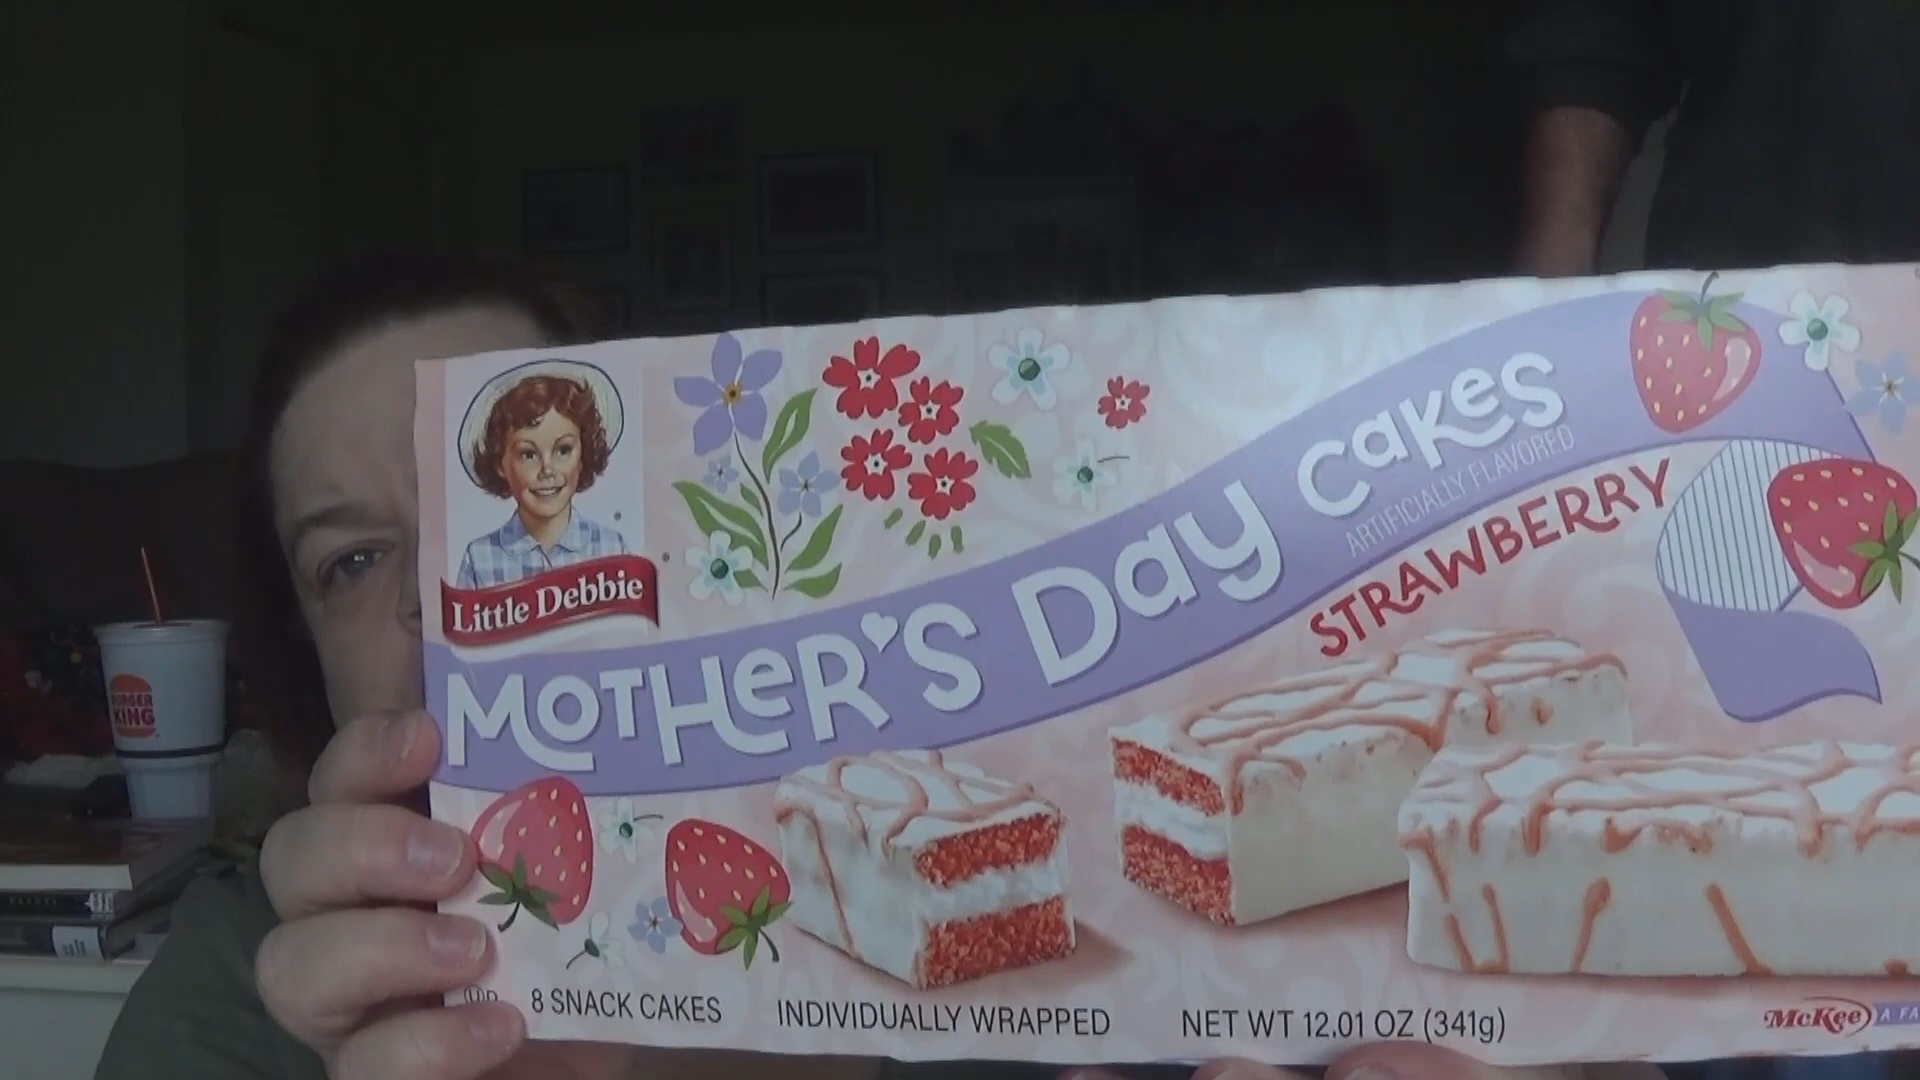 Little Debbie
MOTHER'S Day CaKes
ARTIFICIALLY FLAVORED
STRAWBERRY
BURGER
KING
8 SNACK CAKES
INDIVIDUALLY WRAPPED
NET WT 12.01 OZ (341g)
McKee
A FA